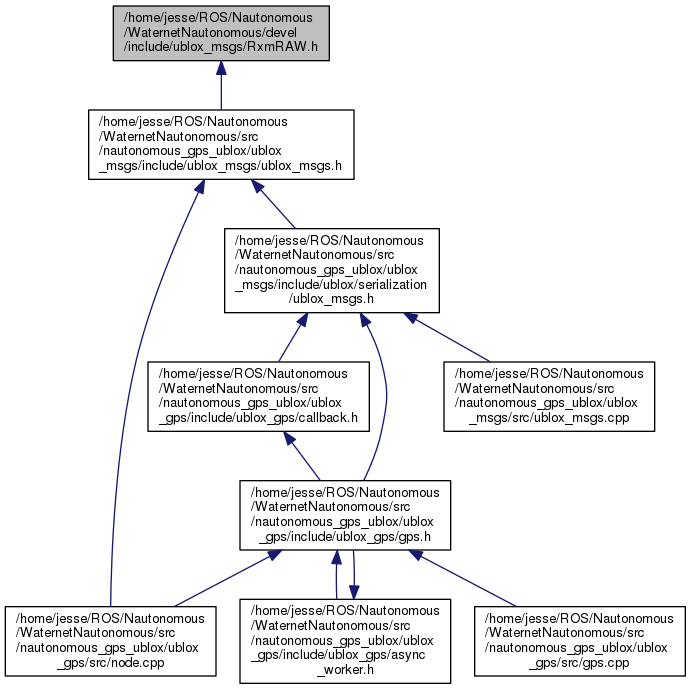 /home/jesse/ROS/Nautonomous
/WaternetNautonomous/devel
/include/ublox_msgs/RxmRAW.h
/home/jesse/ROS/Nautonomous
/WaternetNautonomous/src
/nautonomous_gps_ublox/ublox
_msgs/include/ublox_msgs/ublox_msgs.h
/home/jesse/ROS/Nautonomous
/WaternetNautonomous/src
/nautonomous_gps_ublox/ublox
_msgs/include/ublox/serialization
/ublox_msgs.h
/home/jesse/ROS/Nautonomous
/WaternetNautonomous/src
/nautonomous_gps_ublox/ublox
_gps/include/ublox_gps/callback.h
/home/jesse/ROS/Nautonomous
/WaternetNautonomous/src
/nautonomous_gps_ublox/ublox
_msgs/src/ublox_msgs.cpp
/home/jesse/ROS/Nautonomous
/WaternetNautonomous/src
/nautonomous_gps_ublox/ublox
_gps/include/ublox_gps/gps.h
/home/jesse/ROS/Nautonomous
/WaternetNautonomous/src
/nautonomous_gps_ublox/ublox
_gps/src/node.cpp
/home/jesse/ROS/Nautonomous
/WaternetNautonomous/src
/nautonomous_gps_ublox/ublox
_gps/include/ublox_gps/async
_worker.h
/home/jesse/ROS/Nautonomous
/WaternetNautonomous/src
/nautonomous_gps_ublox/ublox
_gps/src/gps.cpp